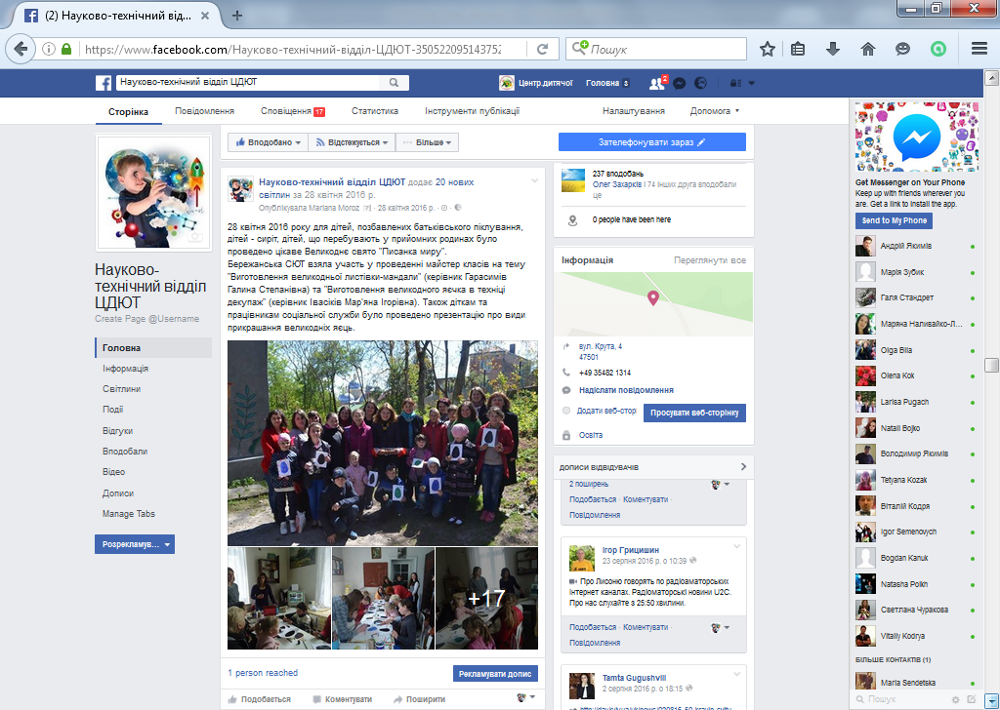 (2) Науково-технічний від...
https://www.facebook.com/Науково-технічний-відділ-ЦДЮТ-350522095143752
Пошук
Науково-технічний відділ ЦДЮТ
Центр.дитячої
Головна 3
2
Сторінка
Повідомлення
Сповіщення 17
Статистика
Інструменти публікації
Налаштування
Допомога
Вподобано
Відстежується
Більше
Зателефонувати зараз
Науково-
технічний відділ
ЦДЮТ
Create Page @Username
Головна
Інформація
Світлини
Події
Відгуки
Вподобали
Відео
Дописи
Manage Tabs
Розрекламув...
Науково-технічний відділ ЦДЮТ додає 20 нових
світлин за 28 квітня 2016 р.
Опублікувала Mariana Moroz · 28 квітня 2016 р. ·
28 квітня 2016 року для дітей, позбавлених батьківського піклування,
дітей - сиріт, дітей, що перебувають у прийомних родинах було
проведено цікаве Великоднє свято "Писанка миру".
Бережанська СЮТ взяла участь у проведенні майстер класів на тему
"Виготовлення великодньої листівки-мандали" (керівник Гарасимів
Галина Степанівна) та "Виготовлення великодного яєчка в техніці
декупаж" (керівник Івасіків Мар'яна Ігорівна). Також діткам та
працівникам соціальної служби було проведено презентацію про види
прикрашання великодніх яєць.
+17
1 person reached
Рекламувати допис
Подобається
Коментувати
Поширити
237 вподобань
Олег Захарків і 74 інших друга вподобали
це
0 people have been here
Інформація
Переглянути все
вул. Крута, 4
47501
+49 35482 1314
Надіслати повідомлення
Додати веб-стор
Просувати веб-сторінку
Освіта
ДОПИСИ ВІДВІДУВАЧІВ
2 поширень
Подобається · Коментувати ·
Повідомлення
Ігор Грицишин
23 серпня 2016 р. о 10:39
Про Лисоню говорять по радіоаматорських
Інтернет каналах. Радіоматорські новини U2C.
Про нас слухайте з 25:50 хвилини.
Подобається · Коментувати ·
Повідомлення
Tamta Gugushvili
2 серпня 2016 р. о 18:15
Get Messenger on Your Phone
Keep up with friends wherever you
are. Get a link to install the app.
Send to My Phone
Андрій Якимів
Марія Зубик
Галя Стандрет
Маряна Наливайко-Л...
Olga Bila
Olena Kok
Larisa Pugach
Natali Bojko
Володимир Якимів
Tetyana Kozak
Віталій Кодря
Igor Semenovych
Bogdan Kanuk
Natasha Polkh
Светлана Чуракова
Vitaliy Kodrya
БІЛЬШЕ КОНТАКТІВ (1)
Maria Sendetska
Пошук